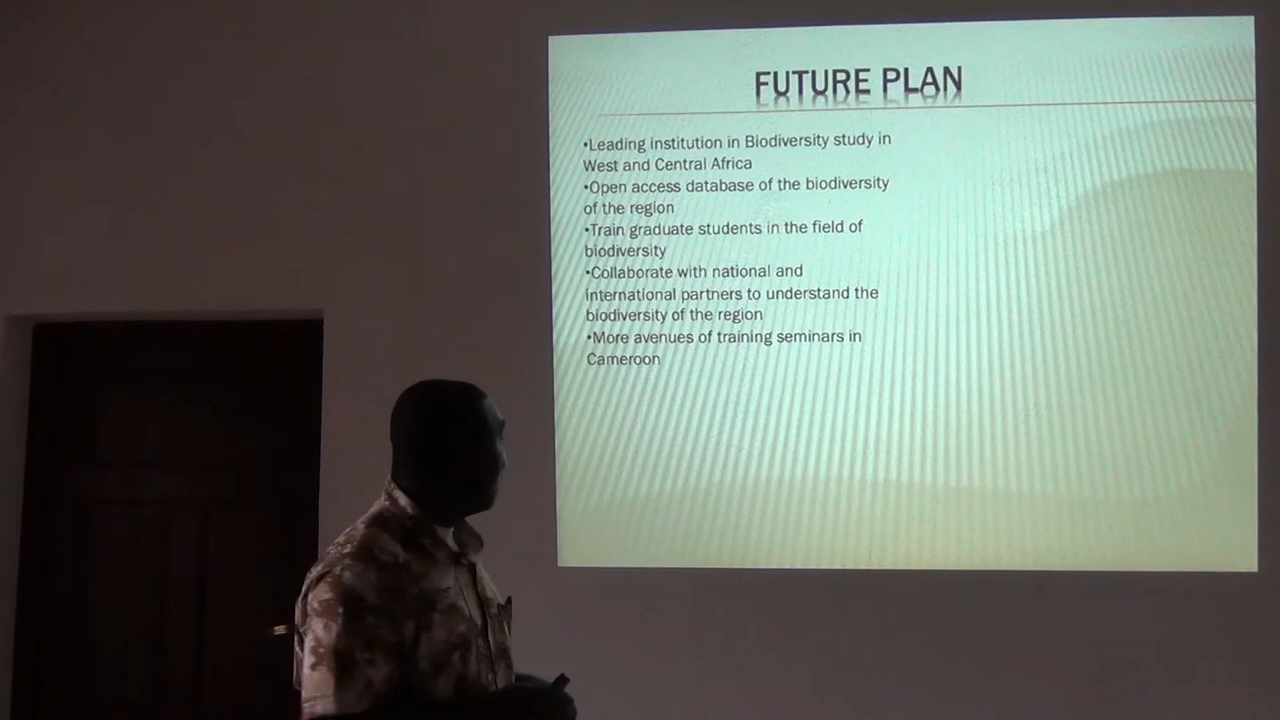 FUTURE PLAN
•Leading institution in Biodiversity study in
West and Central Africa
•Open access database of the biodiversity
of the region
•Train graduate students in the field of
biodiversity
•Collaborate with national and
international partners to understand the
biodiversity of the region
•More avenues of training seminars in
Cameroon